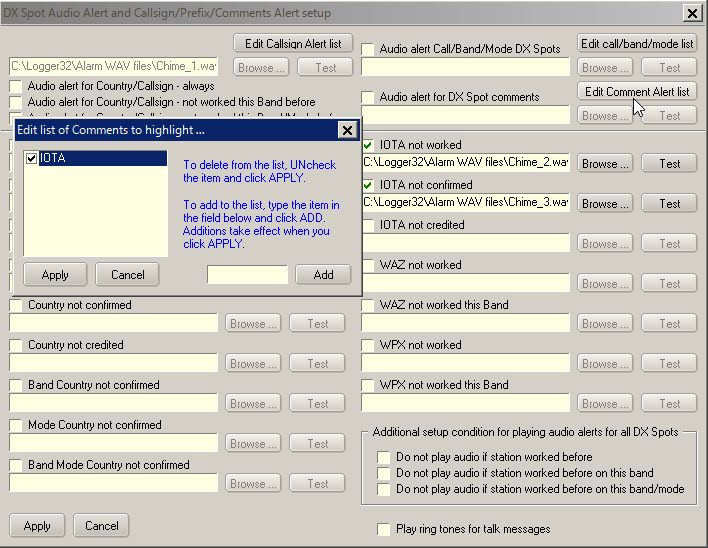 DX Spot Audio Alert and Callsign/Prefix/Comments Alert setup
Edit Callsign Alert list
C:\Logger32\Alarm WAV files\Chime_1.wav
Browse ...
Test
Audio alert for Country/Callsign - always
Audio alert for Country/Callsign - not worked this Band before
Audio alert Call/Band/Mode DX Spots
Edit call/band/mode list
Browse ...
Test
Audio alert for DX Spot comments
Edit Comment Alert list
Browse ...
Test
Edit list of Comments to highlight ...
IOTA
To delete from the list, UNcheck
the item and click APPLY.
To add to the list, type the item in
the field below and click ADD.
Additions take effect when you
click APPLY.
Apply
Cancel
Add
IOTA not worked
C:\Logger32\Alarm WAV files\Chime_2.wav
Browse ...
Test
IOTA not confirmed
C:\Logger32\Alarm WAV files\Chime_3.wav
Browse ...
Test
IOTA not credited
Browse ...
Test
WAZ not worked
Browse ...
Test
Country not confirmed
Browse ...
Test
WAZ not worked this Band
Browse ...
Test
Country not credited
Browse ...
Test
WPX not worked
Browse ...
Test
Band Country not confirmed
Browse ...
Test
WPX not worked this Band
Browse ...
Test
Mode Country not confirmed
Browse ...
Test
Band Mode Country not confirmed
Browse ...
Test
Additional setup condition for playing audio alerts for all DX Spots
Do not play audio if station worked before
Do not play audio if station worked before on this band
Do not play audio if station worked before on this band/mode
Apply
Cancel
Play ring tones for talk messages